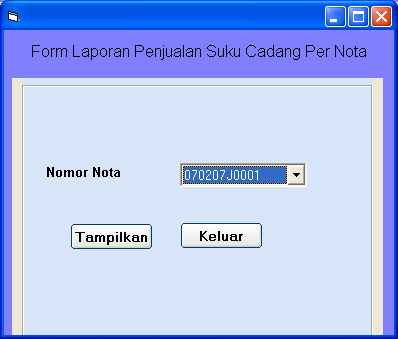 Form Laporan Penjualan Suku Cadang Per Nota
Nomor Nota
070207J0001
Tampilkan
Keluar